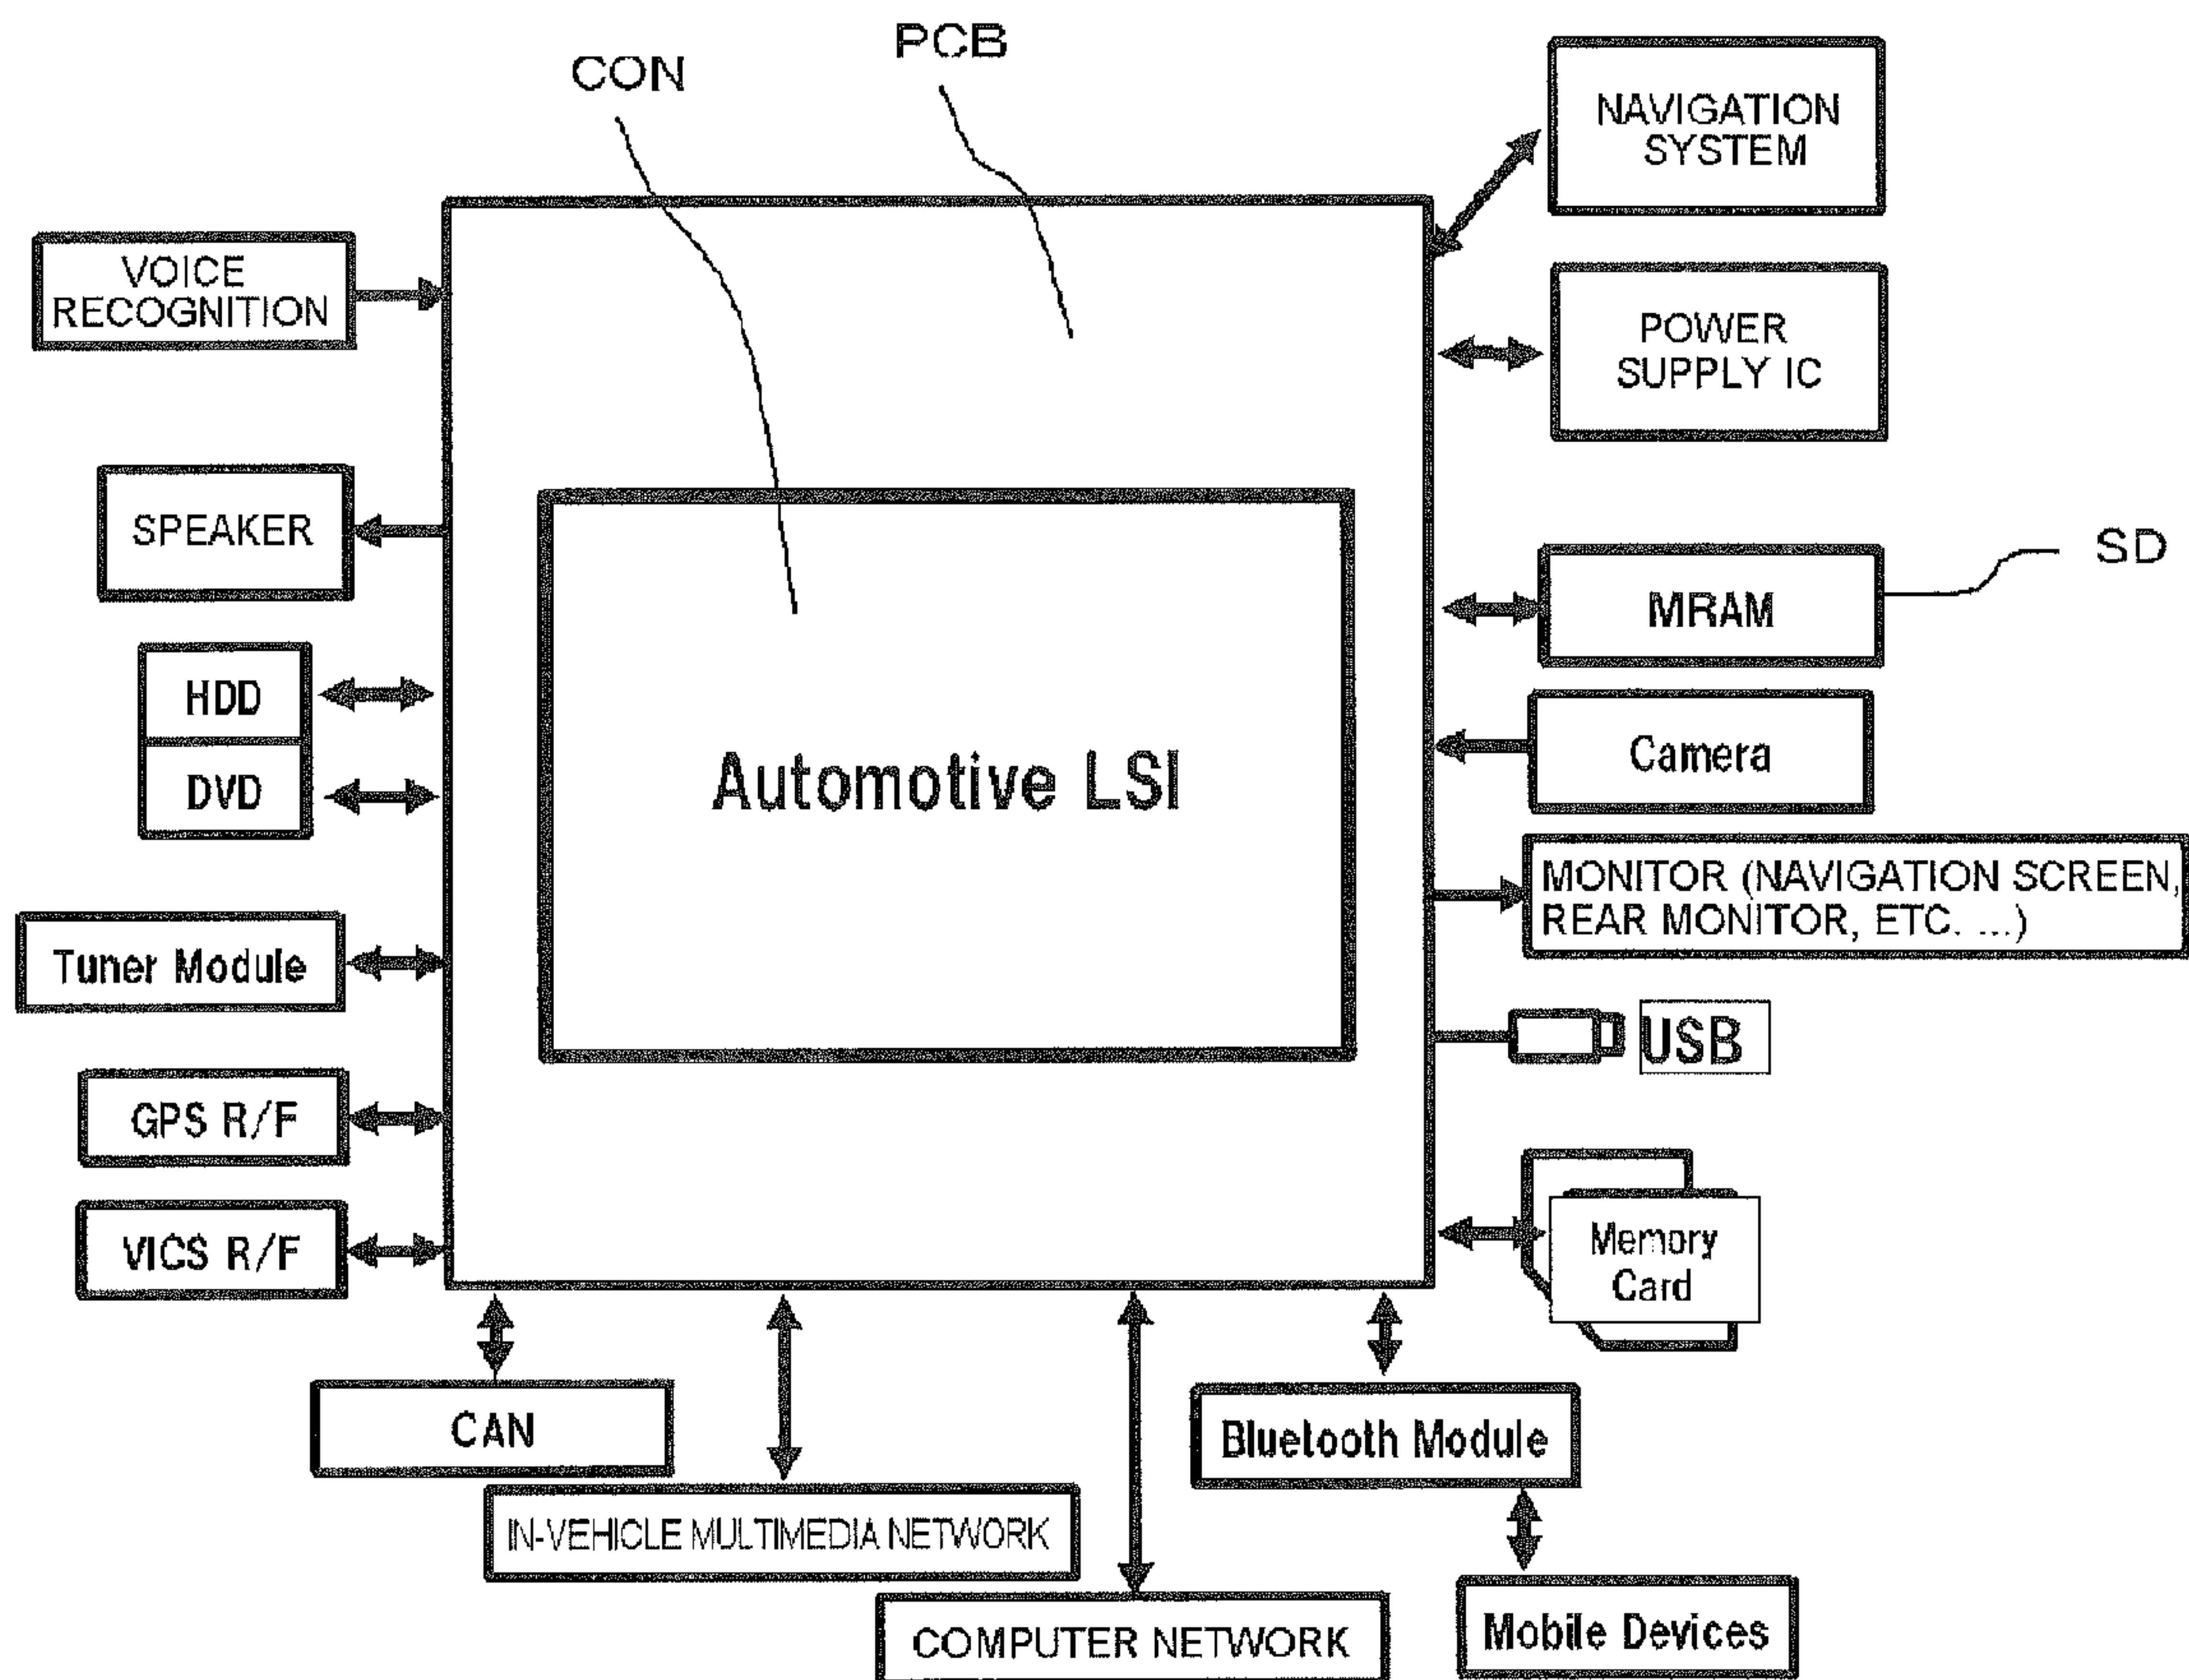 PCB
CON
NAVIGATION
SYSTEM
VOICE
RECOGNITION
POWER
SUPPLY IC
SPEAKER
SD
MRAM
HDD
Camera
DVD
Automotive LSI
MONITOR (NAVIGATION SCREEN,
REAR MONITOR, ETC. ...)
Tuner Module
USB
GPS R/F
VICS R/F
Memory
Card
CAN
Bluetooth Module
IN-VEHICLE MULTIMEDIA NETWORK
COMPUTER NETWORK
Mobile Devices